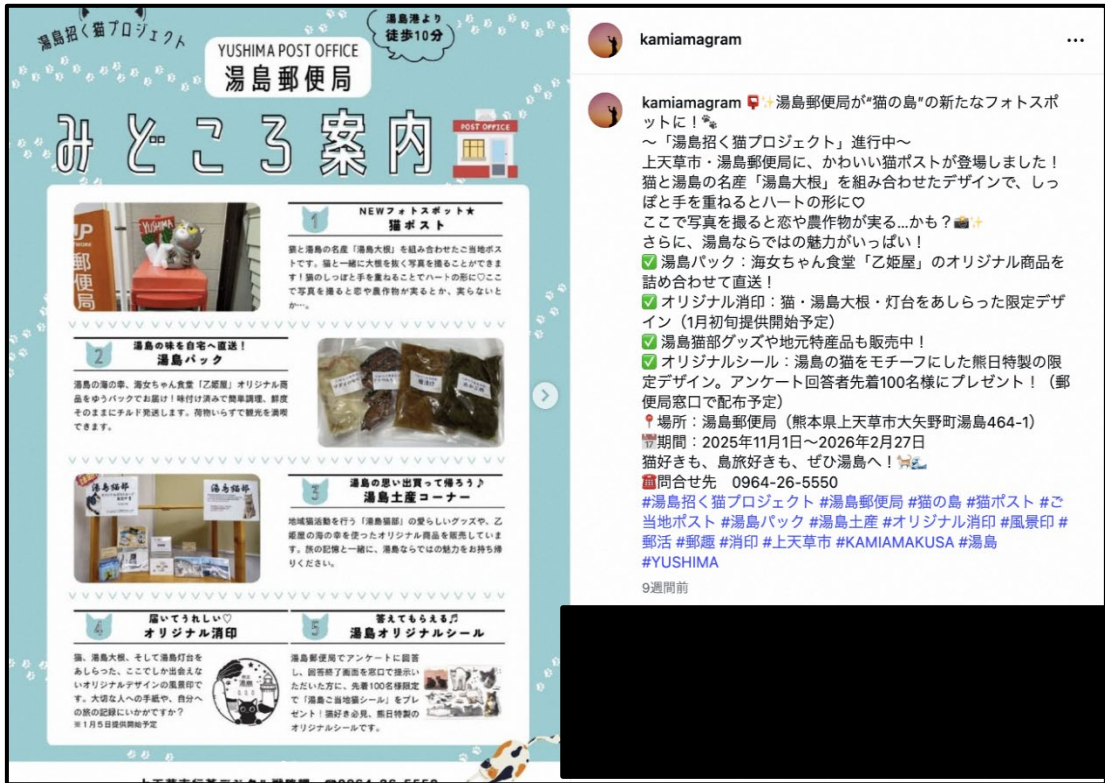 湯島招く猫プロジェクト
湯島港より
徒歩10分
YUSHIMA POST OFFICE
湯島郵便局
みどころ案内
POST OFFICE
YUSHIMA
郵便局
1
NEWフォトスポット★
猫ポスト
猫と湯島の名産「湯島大根」を組み合わせたご当地ポス
トです。猫と一緒に大根を抜く写真を撮ることができま
す！猫のしっぽと手を重ねることでハートの形に♡ここ
で写真を撮ると恋や農作物が実るとか、実らないと
か…。
2
湯島の味を自宅へ直送！
湯島パック
湯島の海の幸、海女ちゃん食堂「乙姫屋」オリジナル商
品をゆうパックでお届け！味付け済みで簡単調理、鮮度
そのままにチルド発送します。荷物いらずで観光を満喫
できます。
湯島猫部
湯島猫部
3
湯島の思い出買って帰ろう♪
湯島土産コーナー
地域猫活動を行う「湯島猫部」の愛らしいグッズや、乙
姫屋の海の幸を使ったオリジナル商品を販売していま
す。旅の記憶と一緒に、湯島ならではの魅力をお持ち帰
りください。
4
届いてうれしい♡
オリジナル消印
猫、湯島大根、そして湯島灯台を
あしらった、ここでしか出会えな
いオリジナルデザインの風景印で
す。大切な人への手紙や、自分へ
の旅の記録にいかがですか？
※1月5日提供開始予定
5
答えてもらえる♬
湯島オリジナルシール
湯島郵便局でアンケートに回答
し、回答終了画面を窓口で提示い
ただいた方に、先着100名様限定
で「湯島ご当地猫シール」をプレ
ゼント！猫好き必見、熊日特製の
オリジナルシールです。
kamiamagram
kamiamagram 📮✨湯島郵便局が“猫の島”の新たなフォトスポ
ットに！🐾
〜「湯島招く猫プロジェクト」進行中〜
上天草市・湯島郵便局に、かわいい猫ポストが登場しました！
猫と湯島の名産「湯島大根」を組み合わせたデザインで、しっ
ぽと手を重ねるとハートの形に♡
ここで写真を撮ると恋や農作物が実る...かも？📸✨
さらに、湯島ならではの魅力がいっぱい！
✅ 湯島パック：海女ちゃん食堂「乙姫屋」のオリジナル商品を
詰め合わせて直送！
✅ オリジナル消印：猫・湯島大根・灯台をあしらった限定デザ
イン（1月初旬提供開始予定）
✅ 湯島猫部グッズや地元特産品も販売中！
✅ オリジナルシール：湯島の猫をモチーフにした熊日特製の限
定デザイン。アンケート回答者先着100名様にプレゼント！（郵
便局窓口で配布予定）
📍場所：湯島郵便局（熊本県上天草市大矢野町湯島464-1）
📅期間：2025年11月1日〜2026年2月27日
猫好きも、島旅好きも、ぜひ湯島へ！🐈🌊
☎問合せ先　0964-26-5550
#湯島招く猫プロジェクト #湯島郵便局 #猫の島 #猫ポスト #ご
当地ポスト #湯島パック #湯島土産 #オリジナル消印 #風景印 #
郵活 #郵趣 #消印 #上天草市 #KAMIAMAKUSA #湯島
#YUSHIMA
9週間前